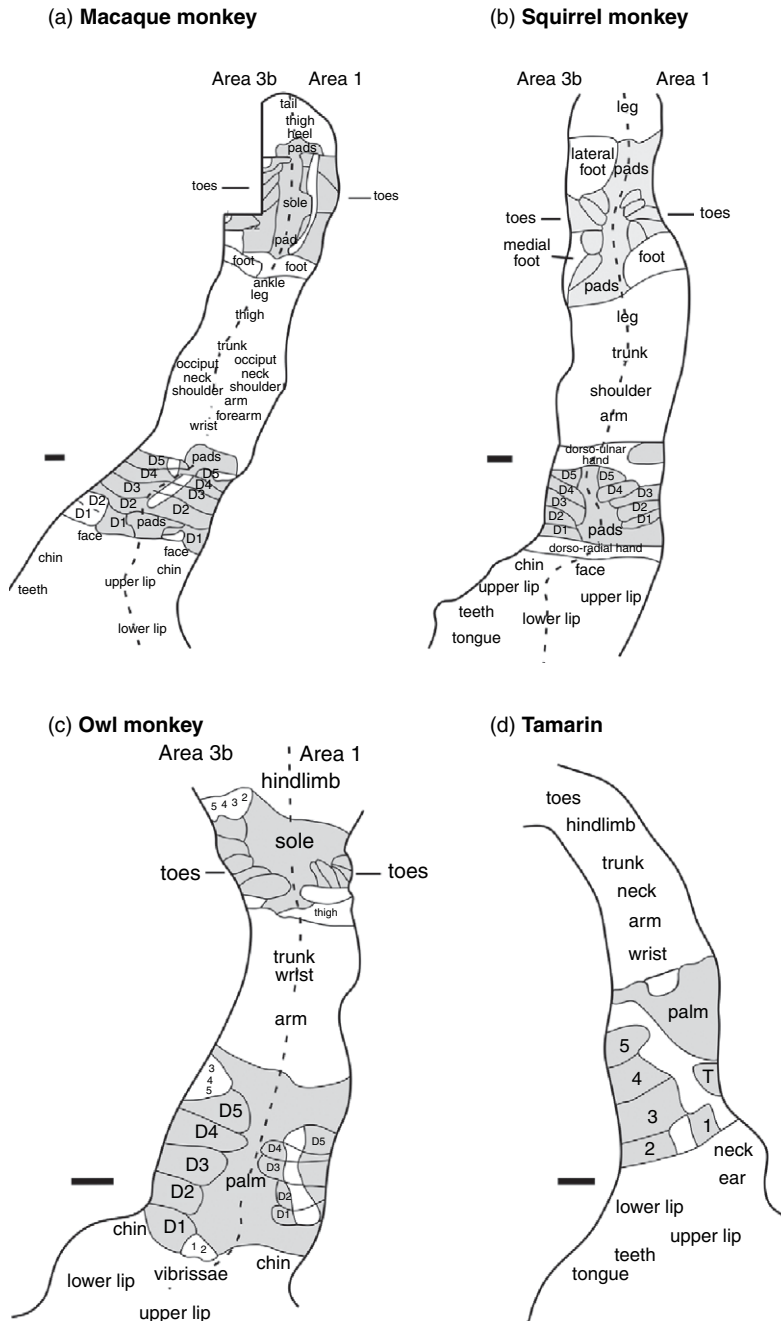 (a) Macaque monkey
Area 3b Area 1
tail
thigh
heel
pads
toes
toes
sole
pad
foot
foot
ankle
leg
thigh
trunk
occiput
neck
shoulder
occiput
neck
shoulder
arm
forearm
wrist
pads
D5
D4
D3
D2
D1
D5
D4
D3
D2
D2
D1
pads
D1
face
face
chin
chin
teeth
upper lip
lower lip
(b) Squirrel monkey
Area 3b Area 1
leg
lateral
foot
pads
toes
toes
medial
foot
foot
pads
leg
trunk
shoulder
arm
dorso-ulnar
hand
D5
D4
D3
D2
D1
D5
D4
D3
D2
D1
pads
dorso-radial hand
chin
face
upper lip
upper lip
teeth
lower lip
tongue
(c) Owl monkey
Area 3b Area 1
hindlimb
5 4 3 2
sole
toes
toes
thigh
trunk
wrist
arm
3
4
5
D5
D4
D3
D2
D1
palm
D5
D4
D3
D2
D1
1 2
chin
chin
vibrissae
lower lip
upper lip
(d) Tamarin
toes
hindlimb
trunk
neck
arm
wrist
palm
5
4
T
3
1
2
neck
ear
lower lip
upper lip
teeth
tongue